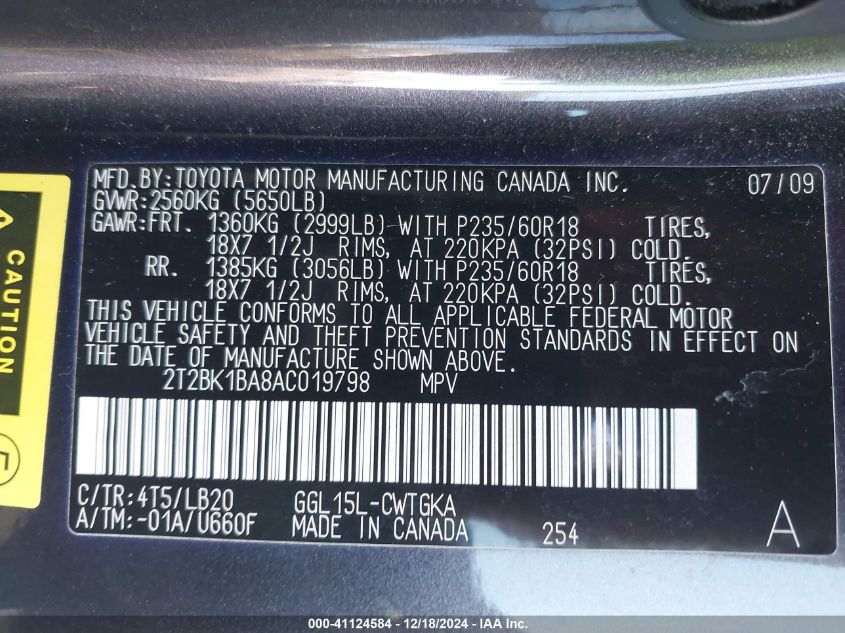 MFD.BY:TOYOTA MOTOR MANUFACTURING CANADA INC. 07/09
GVWR:2560KG (5650LB)
GAWR:FRT. 1360KG (2999LB) WITH P235/60R18 TIRES,
18X7 1/2J RIMS, AT 220KPA (32PSI) COLD.
RR. 1385KG (3056LB) WITH P235/60R18 TIRES,
18X7 1/2J RIMS, AT 220KPA (32PSI) COLD.
THIS VEHICLE CONFORMS TO ALL APPLICABLE FEDERAL MOTOR
VEHICLE SAFETY AND THEFT PREVENTION STANDARDS IN EFFECT ON
THE DATE OF MANUFACTURE SHOWN ABOVE.
2T2BK1BA8AC019798 MPV
C/TR:4T5/LB20 GGL15L-CWTGKA
A/TM:-01A/U660F MADE IN CANADA 254 A
CAUTION
000-41124584 - 12/18/2024 - IAA Inc.